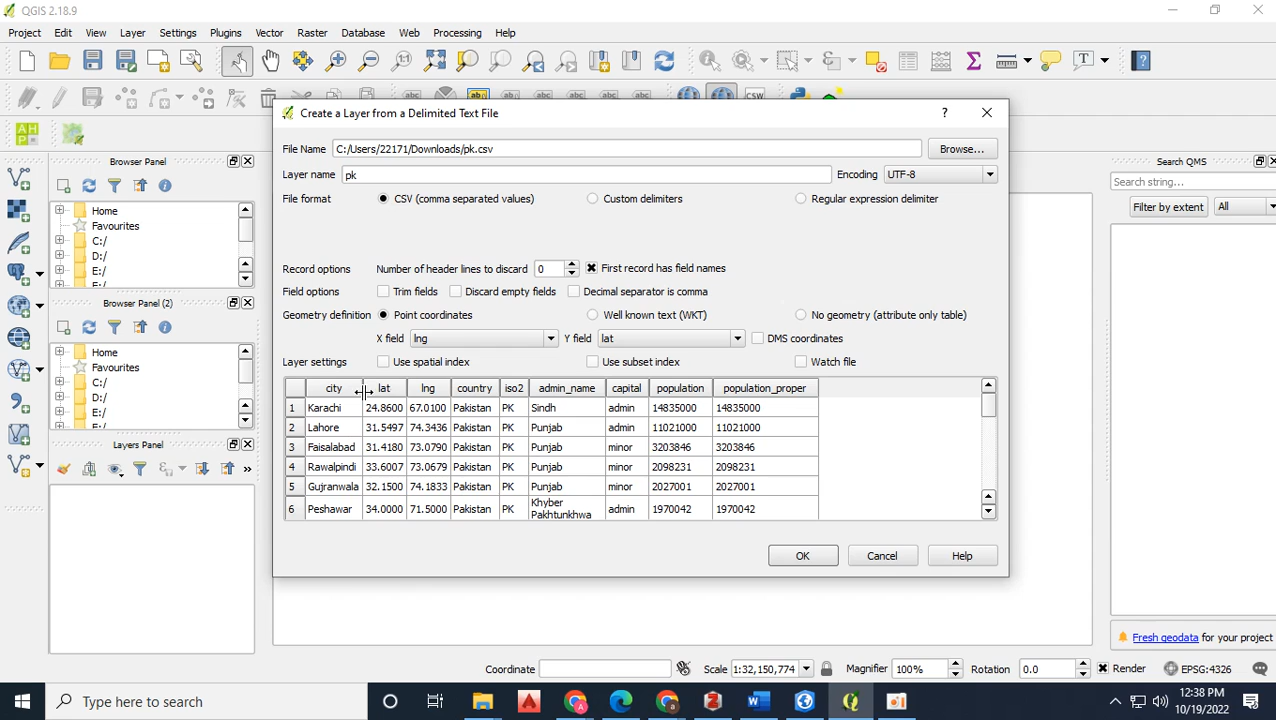 QGIS 2.18.9
Project Edit View Layer Settings Plugins Vector Raster Database Web Processing Help
CSW
AHP
Create a Layer from a Delimited Text File
File Name C:/Users/22171/Downloads/pk.csv Browse...
Layer name pk Encoding UTF-8
File format CSV (comma separated values) Custom delimiters Regular expression delimiter
Record options Number of header lines to discard 0 First record has field names
Field options Trim fields Discard empty fields Decimal separator is comma
Geometry definition Point coordinates Well known text (WKT) No geometry (attribute only table)
X field lng Y field lat DMS coordinates
Layer settings Use spatial index Use subset index Watch file
city lat lng country iso2 admin_name capital population population_proper
1 Karachi 24.8600 67.0100 Pakistan PK Sindh admin 14835000 14835000
2 Lahore 31.5497 74.3436 Pakistan PK Punjab admin 11021000 11021000
3 Faisalabad 31.4180 73.0790 Pakistan PK Punjab minor 3203846 3203846
4 Rawalpindi 33.6007 73.0679 Pakistan PK Punjab minor 2098231 2098231
5 Gujranwala 32.1500 74.1833 Pakistan PK Punjab minor 2027001 2027001
6 Peshawar 34.0000 71.5000 Pakistan PK Khyber Pakhtunkhwa admin 1970042 1970042
OK Cancel Help
Browser Panel
Home
Favourites
C:/
D:/
E:/
Browser Panel (2)
Home
Favourites
C:/
D:/
E:/
Layers Panel
Search QMS
Search string...
Filter by extent All
Fresh geodata for your project
Coordinate Scale 1:32,150,774 Magnifier 100% Rotation 0.0 Render EPSG:4326
Type here to search
12:38 PM
10/19/2022